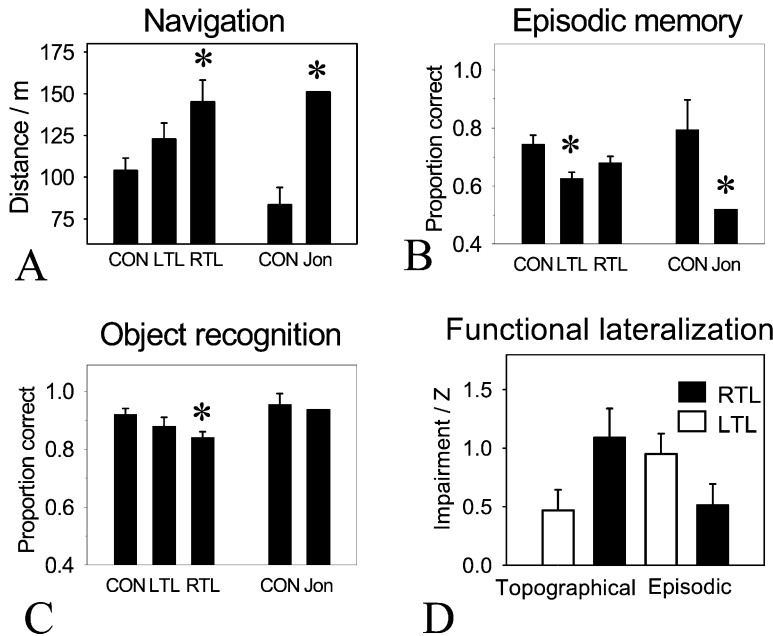 Navigation
Distance / m
150
125
100
75
*
*
CON LTL RTL
CON Jon
A
Episodic memory
Proportion correct
1.0
0.8
0.6
0.4
*
*
CON LTL RTL
CON Jon
B
Object recognition
Proportion correct
1.0
0.8
0.6
0.4
*
CON LTL RTL
CON Jon
C
Functional lateralization
Impairment / Z
1.5
1.0
0.5
0.0
RTL
LTL
Topographical
Episodic
D